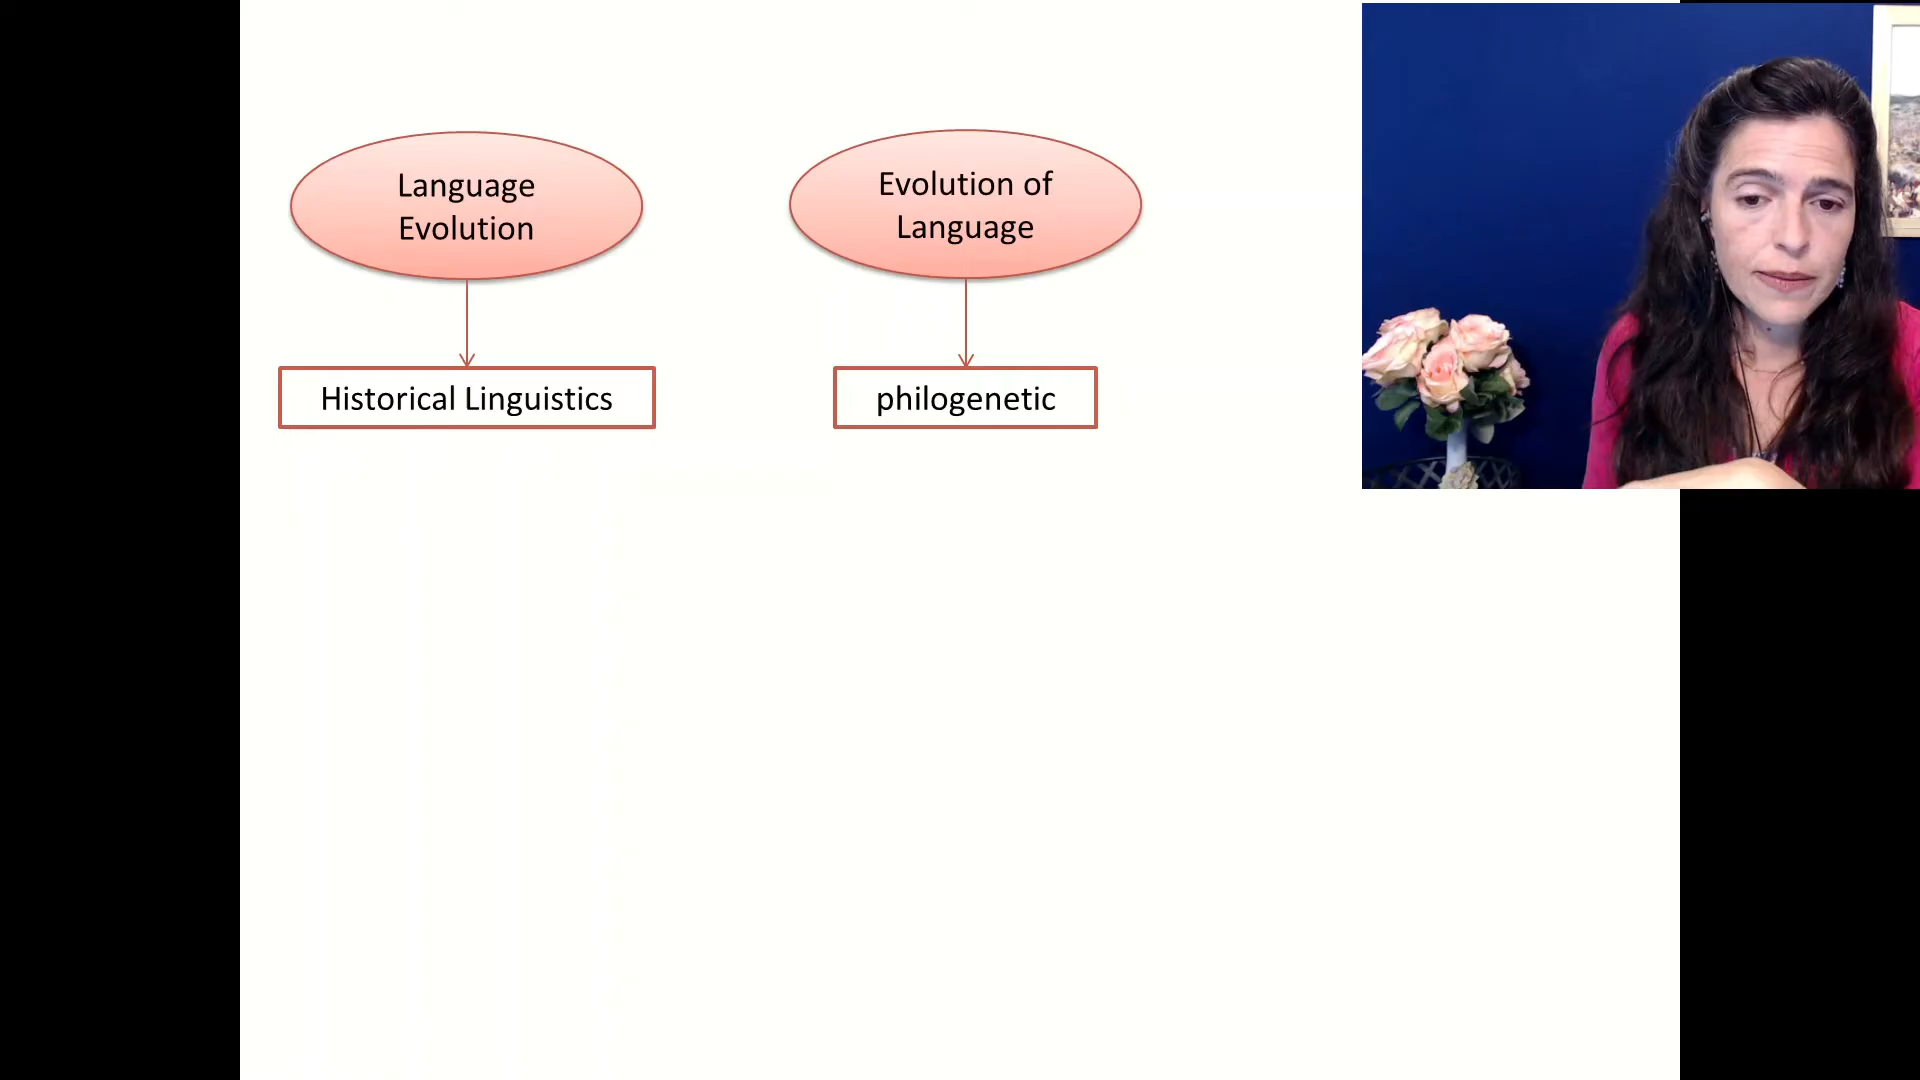 Language
Evolution
Evolution of
Language
Historical Linguistics
philogenetic